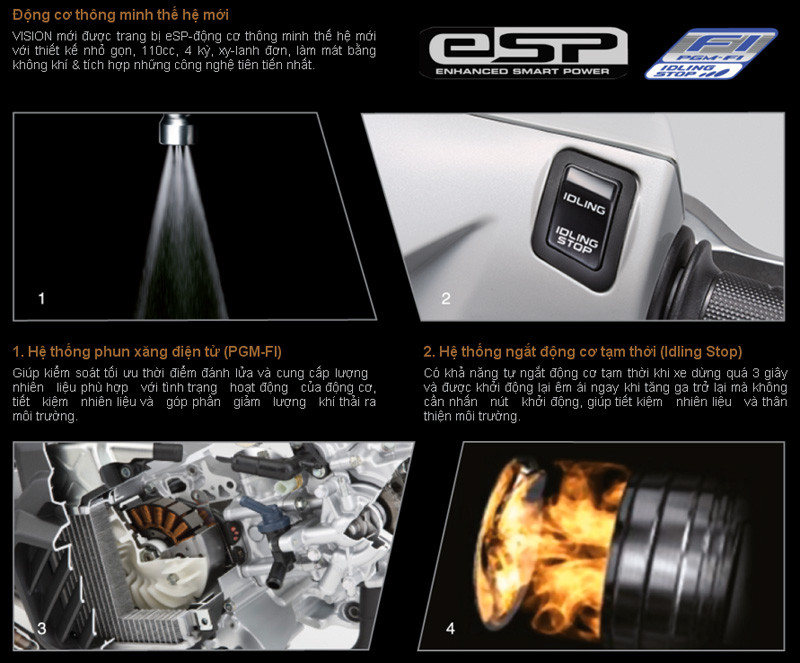 Động cơ thông minh thế hệ mới
VISION mới được trang bị eSP-động cơ thông minh thế hệ mới
với thiết kế nhỏ gọn, 110cc, 4 kỳ, xy-lanh đơn, làm mát bằng
không khí & tích hợp những công nghệ tiên tiến nhất.
eSP
ENHANCED SMART POWER
FI
PGM-FI
IDLING
STOP
IDLING
IDLING
STOP
1
2
1. Hệ thống phun xăng điện tử (PGM-FI)
Giúp kiểm soát tối ưu thời điểm đánh lửa và cung cấp lượng
nhiên liệu phù hợp với tình trạng hoạt động của động cơ,
tiết kiệm nhiên liệu và góp phần giảm lượng khí thải ra
môi trường.
2. Hệ thống ngắt động cơ tạm thời (Idling Stop)
Có khả năng tự ngắt động cơ tạm thời khi xe dừng quá 3 giây
và được khởi động lại êm ái ngay khi tăng ga trở lại mà không
cần nhấn nút khởi động, giúp tiết kiệm nhiên liệu và thân
thiện môi trường.
3
4